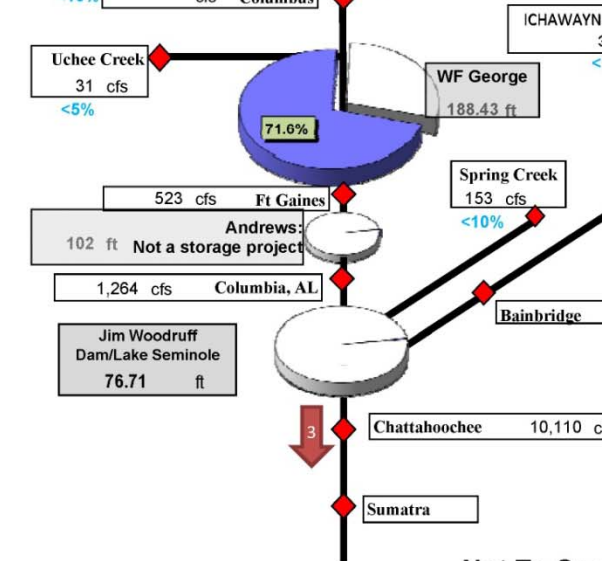 cfs Columbus
ICHAWAYN
Uchee Creek
31 cfs
<5%
WF George
188.43 ft
71.6%
Spring Creek
153 cfs
<10%
523 cfs Ft Gaines
Andrews:
102 ft Not a storage project
1,264 cfs Columbia, AL
Bainbridge
Jim Woodruff
Dam/Lake Seminole
76.71 ft
3
Chattahoochee 10,110 c
Sumatra